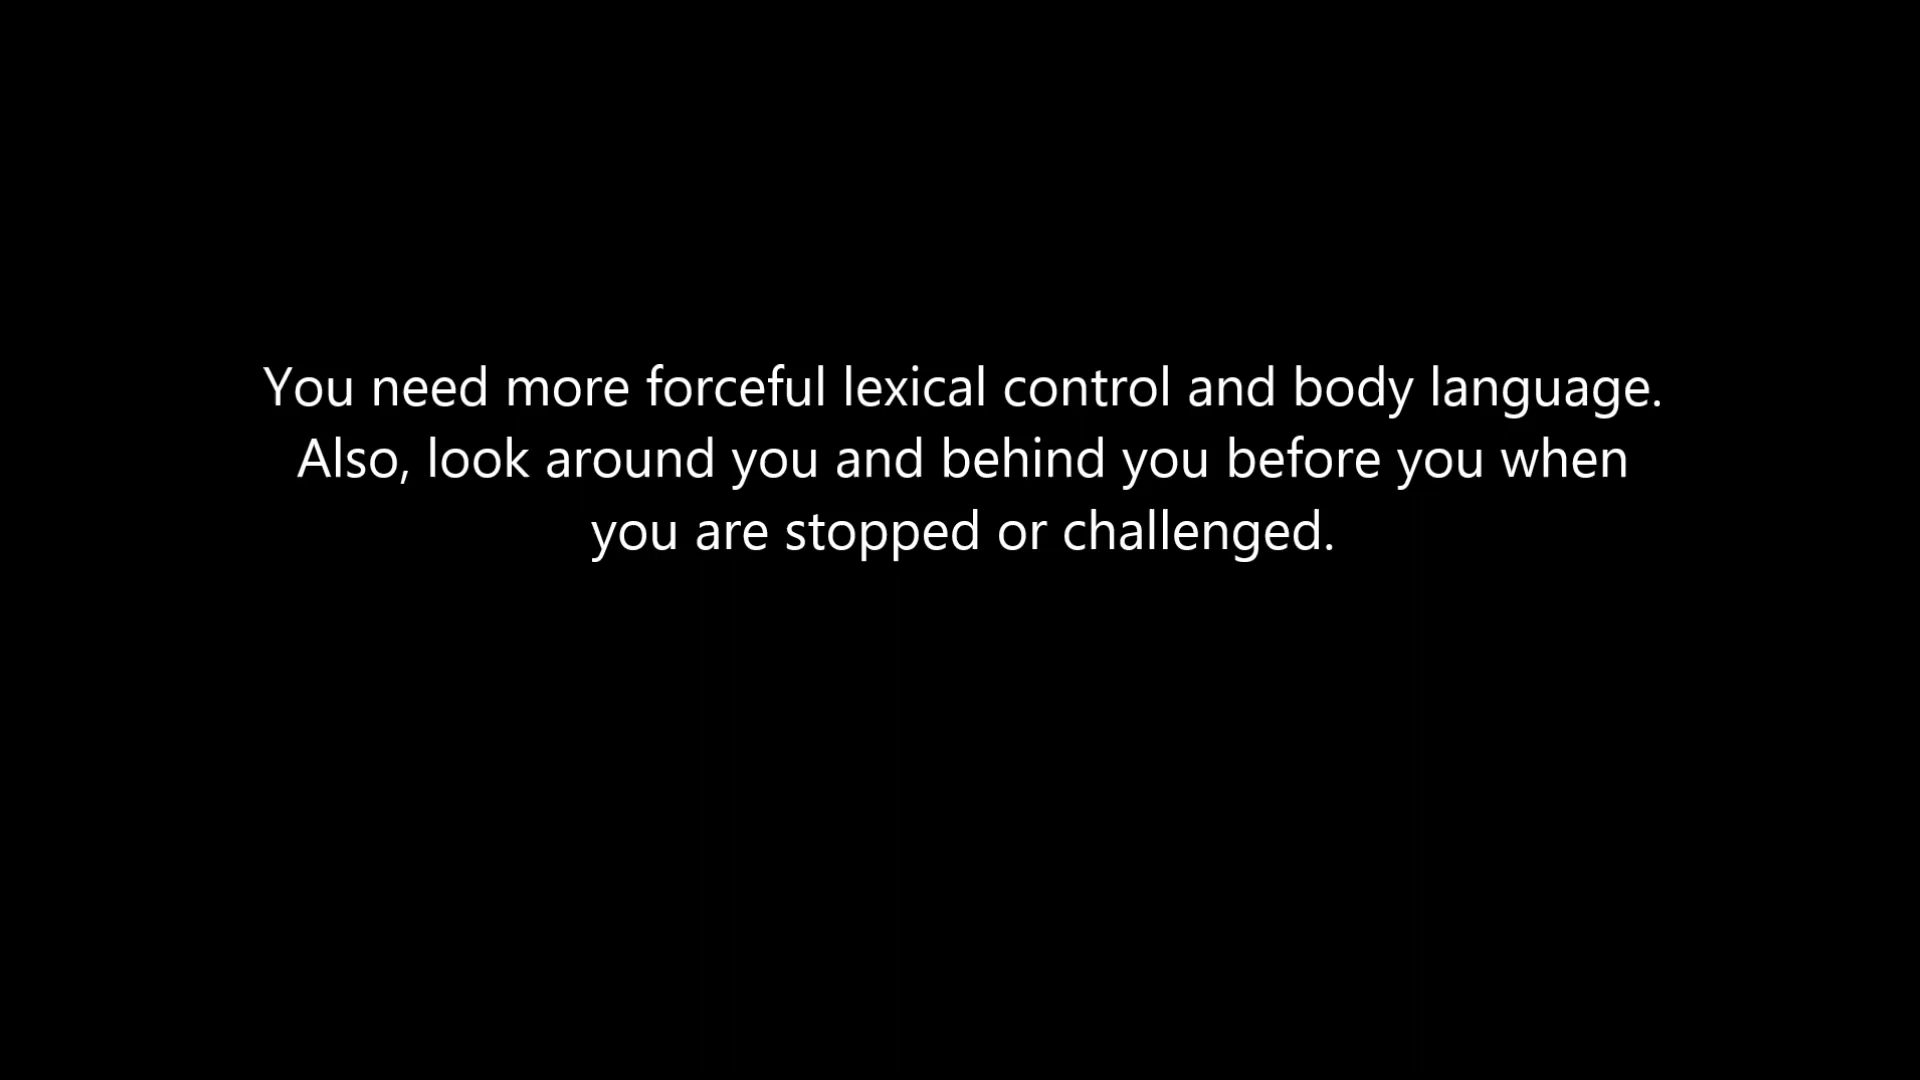 You need more forceful lexical control and body language.
Also, look around you and behind you before you when
you are stopped or challenged.